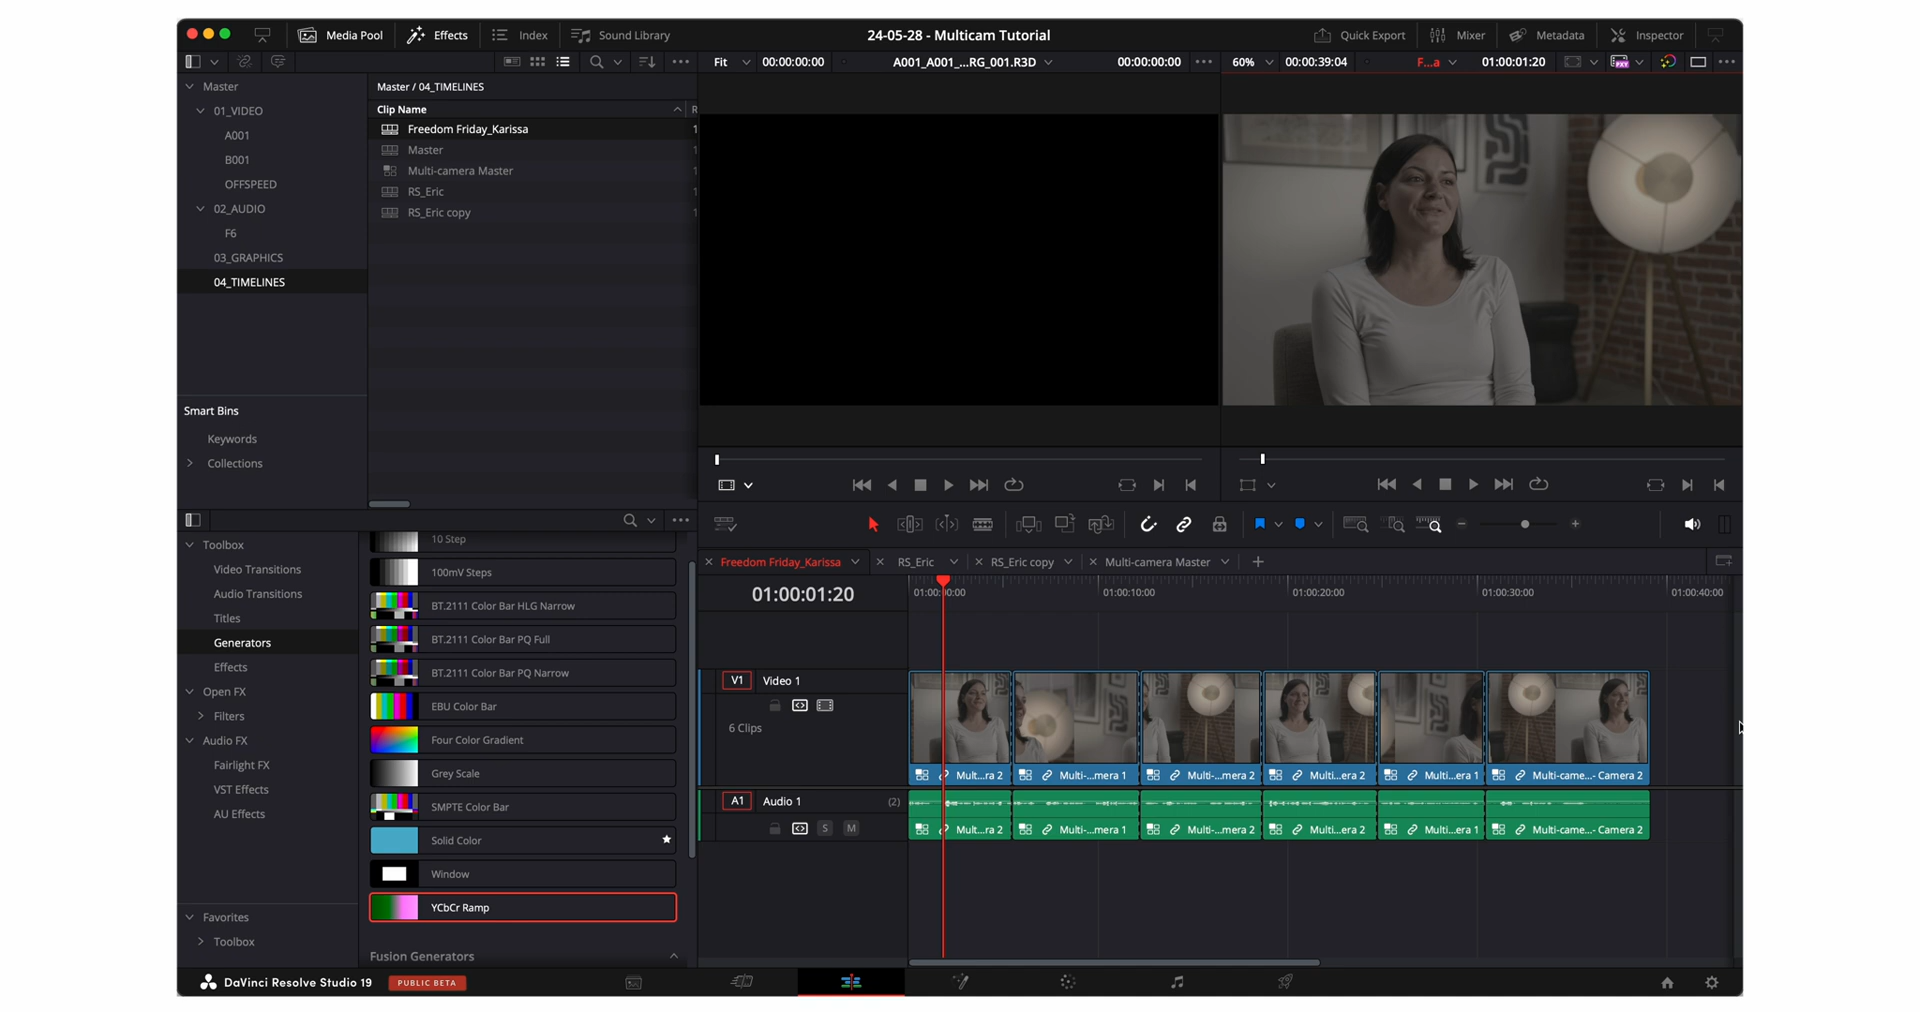 Media Pool
Effects
Index
Sound Library
24-05-28 - Multicam Tutorial
Quick Export
Mixer
Metadata
Inspector
Fit
00:00:00:00
A001_A001_...RG_001.R3D
00:00:00:00
60%
00:00:39:04
F...a
01:00:01:20
Master
01_VIDEO
A001
B001
OFFSPEED
02_AUDIO
F6
03_GRAPHICS
04_TIMELINES
Master / 04_TIMELINES
Clip Name
R
Freedom Friday_Karissa
1
Master
1
Multi-camera Master
1
RS_Eric
1
RS_Eric copy
1
Smart Bins
Keywords
Collections
Toolbox
Video Transitions
Audio Transitions
Titles
Generators
Effects
Open FX
Filters
Audio FX
Fairlight FX
VST Effects
AU Effects
Favorites
Toolbox
10 Step
100mV Steps
BT.2111 Color Bar HLG Narrow
BT.2111 Color Bar PQ Full
BT.2111 Color Bar PQ Narrow
EBU Color Bar
Four Color Gradient
Grey Scale
SMPTE Color Bar
Solid Color
Window
YCbCr Ramp
Fusion Generators
Freedom Friday_Karissa
RS_Eric
RS_Eric copy
Multi-camera Master
01:00:01:20
01:00:00:00
01:00:10:00
01:00:20:00
01:00:30:00
01:00:40:00
V1
Video 1
6 Clips
Mult...ra 2
Multi-...mera 1
Multi-...mera 2
Multi...era 2
Multi...era 1
Multi-came...- Camera 2
A1
Audio 1
(2)
S
M
Mult...ra 2
Multi-...mera 1
Multi-...mera 2
Multi...era 2
Multi...era 1
Multi-came...- Camera 2
DaVinci Resolve Studio 19
PUBLIC BETA